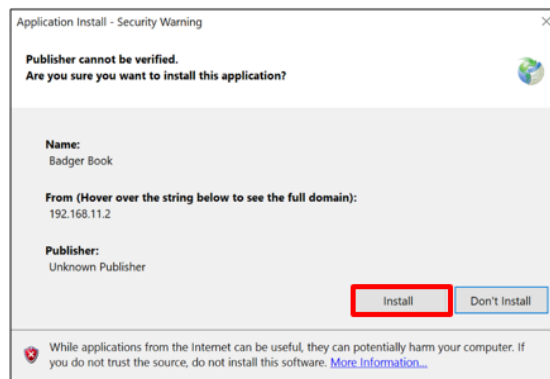 Application Install - Security Warning
Publisher cannot be verified.
Are you sure you want to install this application?
Name:
Badger Book
From (Hover over the string below to see the full domain):
192.168.11.2
Publisher:
Unknown Publisher
Install
Don't Install
While applications from the Internet can be useful, they can potentially harm your computer. If
you do not trust the source, do not install this software. More Information...